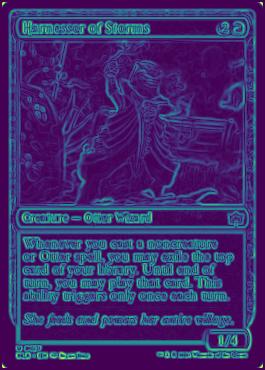 Harnesser of Storms
2
Creature — Otter Wizard
Whenever you cast a noncreature
or Otter spell, you may exile the top
card of your library. Until end of
turn, you may play that card. This
ability triggers only once each turn.
She feeds and powers her entire village.
1/4